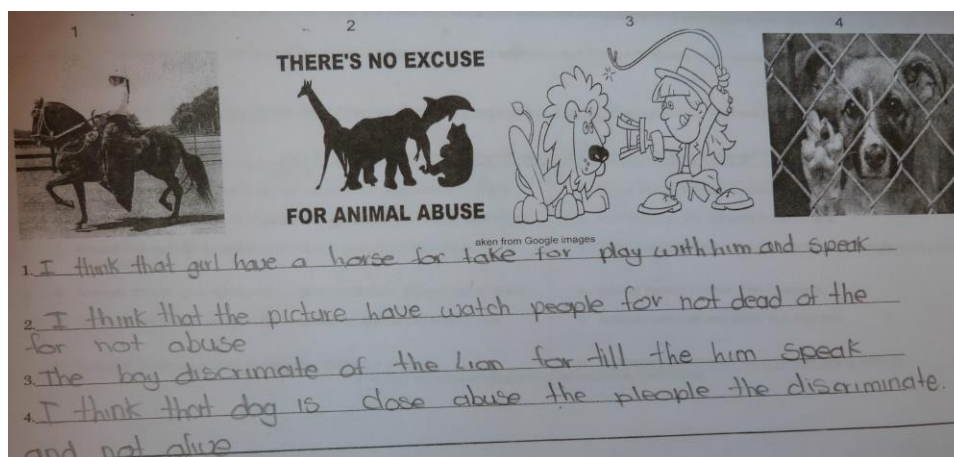 1
2
3
4
THERE'S NO EXCUSE
FOR ANIMAL ABUSE
aken from Google images
1. I think that girl have a horse for take for play with him and speak
2. I think that the picture have watch people for not dead of the
for not abuse
3. The boy discrimate of the Lion for till the him speak
4. I think that dog is close abuse the pleople the discriminate.
and not alive